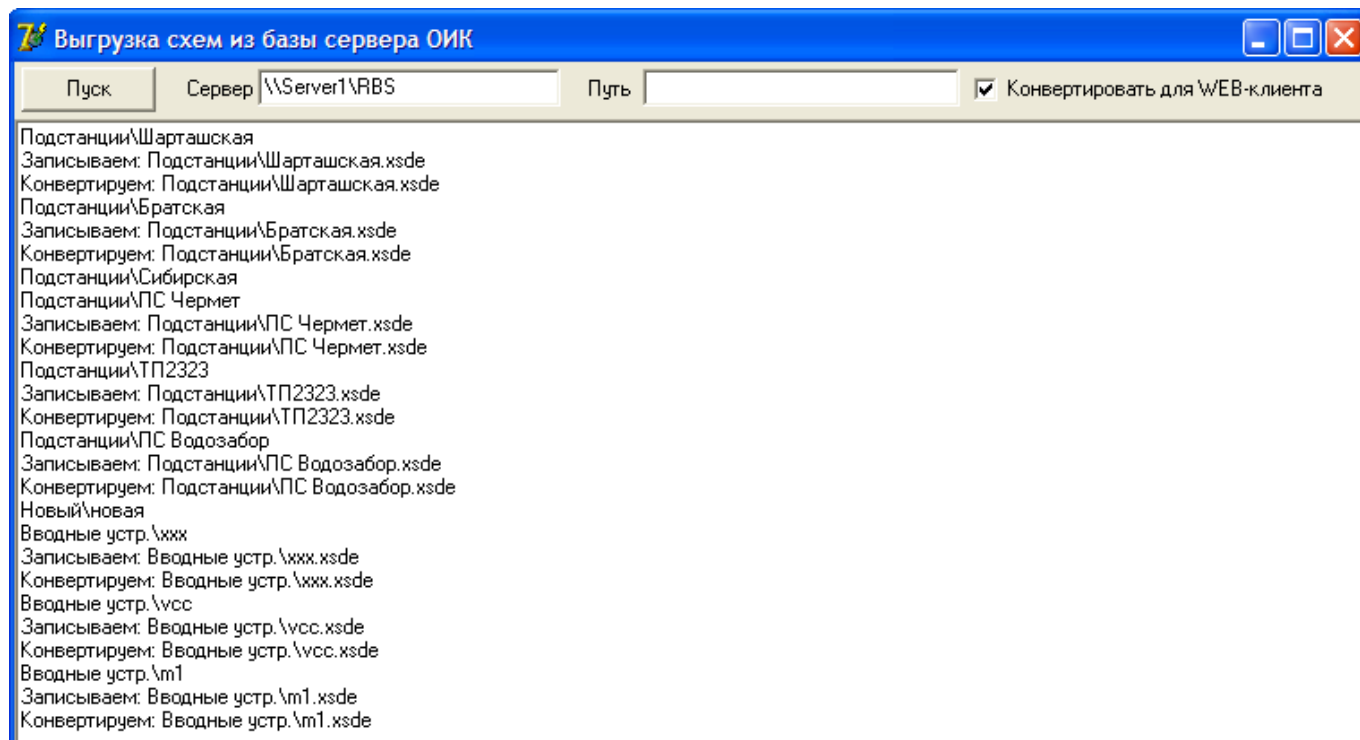 Выгрузка схем из базы сервера ОИК
Пуск Сервер \\Server1\RBS Путь Конвертировать для WEB-клиента
Подстанции\Шарташская
Записываем: Подстанции\Шарташская.xsde
Конвертируем: Подстанции\Шарташская.xsde
Подстанции\Братская
Записываем: Подстанции\Братская.xsde
Конвертируем: Подстанции\Братская.xsde
Подстанции\Сибирская
Подстанции\ПС Чермет
Записываем: Подстанции\ПС Чермет.xsde
Конвертируем: Подстанции\ПС Чермет.xsde
Подстанции\ТП2323
Записываем: Подстанции\ТП2323.xsde
Конвертируем: Подстанции\ТП2323.xsde
Подстанции\ПС Водозабор
Записываем: Подстанции\ПС Водозабор.xsde
Конвертируем: Подстанции\ПС Водозабор.xsde
Новый\новая
Вводные устр.\xxx
Записываем: Вводные устр.\xxx.xsde
Конвертируем: Вводные устр.\xxx.xsde
Вводные устр.\vcc
Записываем: Вводные устр.\vcc.xsde
Конвертируем: Вводные устр.\vcc.xsde
Вводные устр.\m1
Записываем: Вводные устр.\m1.xsde
Конвертируем: Вводные устр.\m1.xsde